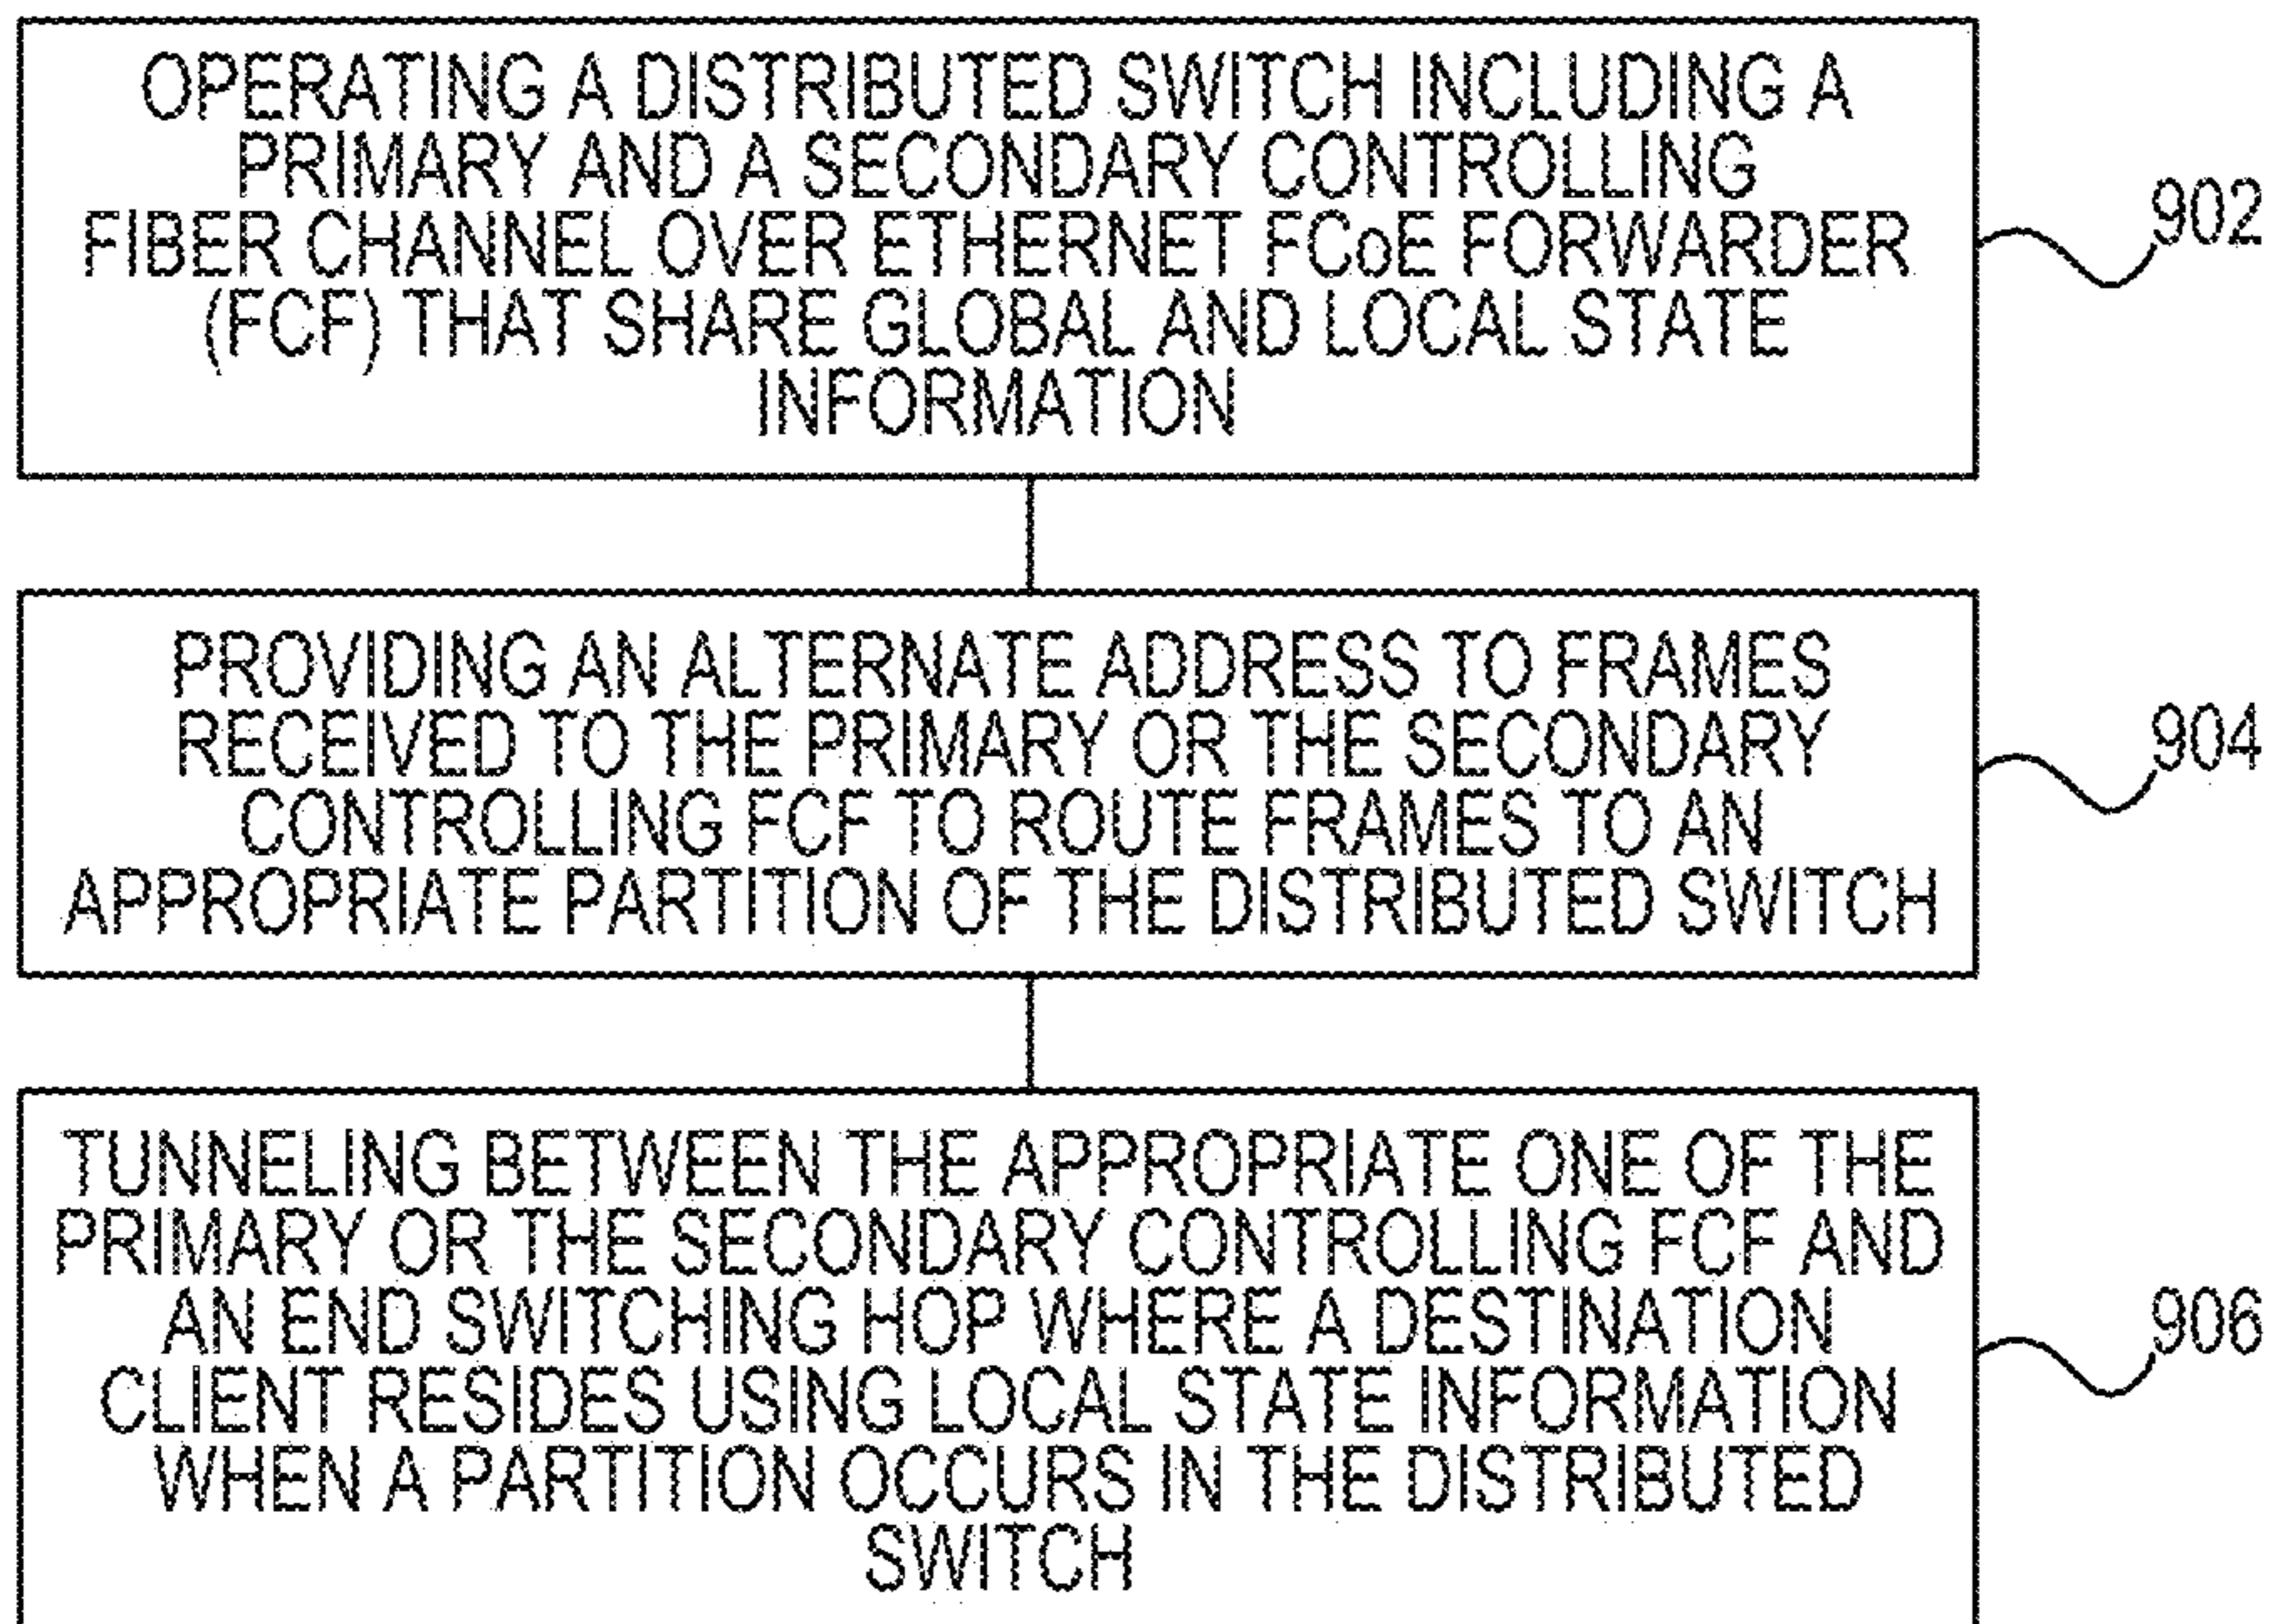 OPERATING A DISTRIBUTED SWITCH INCLUDING A
PRIMARY AND A SECONDARY CONTROLLING
FIBER CHANNEL OVER ETHERNET FCoE FORWARDER
(FCF) THAT SHARE GLOBAL AND LOCAL STATE
INFORMATION
902
PROVIDING AN ALTERNATE ADDRESS TO FRAMES
RECEIVED TO THE PRIMARY OR THE SECONDARY
CONTROLLING FCF TO ROUTE FRAMES TO AN
APPROPRIATE PARTITION OF THE DISTRIBUTED SWITCH
904
TUNNELING BETWEEN THE APPROPRIATE ONE OF THE
PRIMARY OR THE SECONDARY CONTROLLING FCF AND
AN END SWITCHING HOP WHERE A DESTINATION
CLIENT RESIDES USING LOCAL STATE INFORMATION
WHEN A PARTITION OCCURS IN THE DISTRIBUTED
SWITCH
906